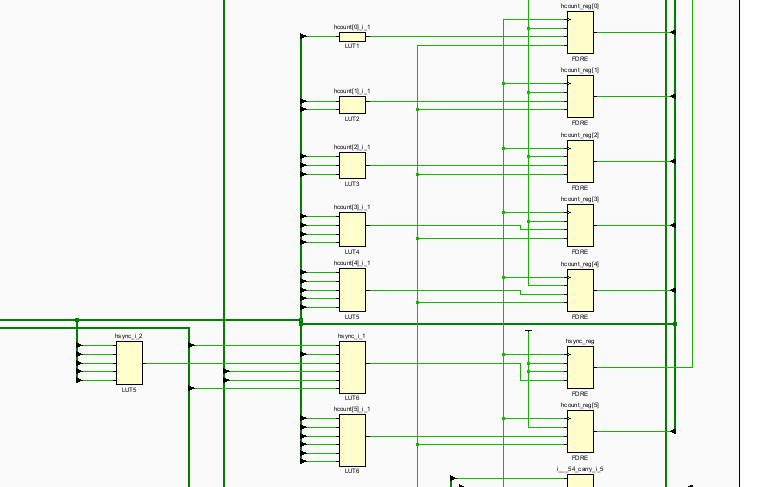 hcount_reg[0]
FDRE
hcount[0]_i_1
LUT1
hcount_reg[1]
FDRE
hcount[1]_i_1
LUT2
hcount_reg[2]
FDRE
hcount[2]_i_1
LUT3
hcount_reg[3]
FDRE
hcount[3]_i_1
LUT4
hcount_reg[4]
FDRE
hcount[4]_i_1
LUT5
hsync_i_2
LUT5
hsync_i_1
LUT6
hsync_reg
FDRE
hcount[5]_i_1
LUT6
hcount_reg[5]
FDRE
i___54_carry_i_5